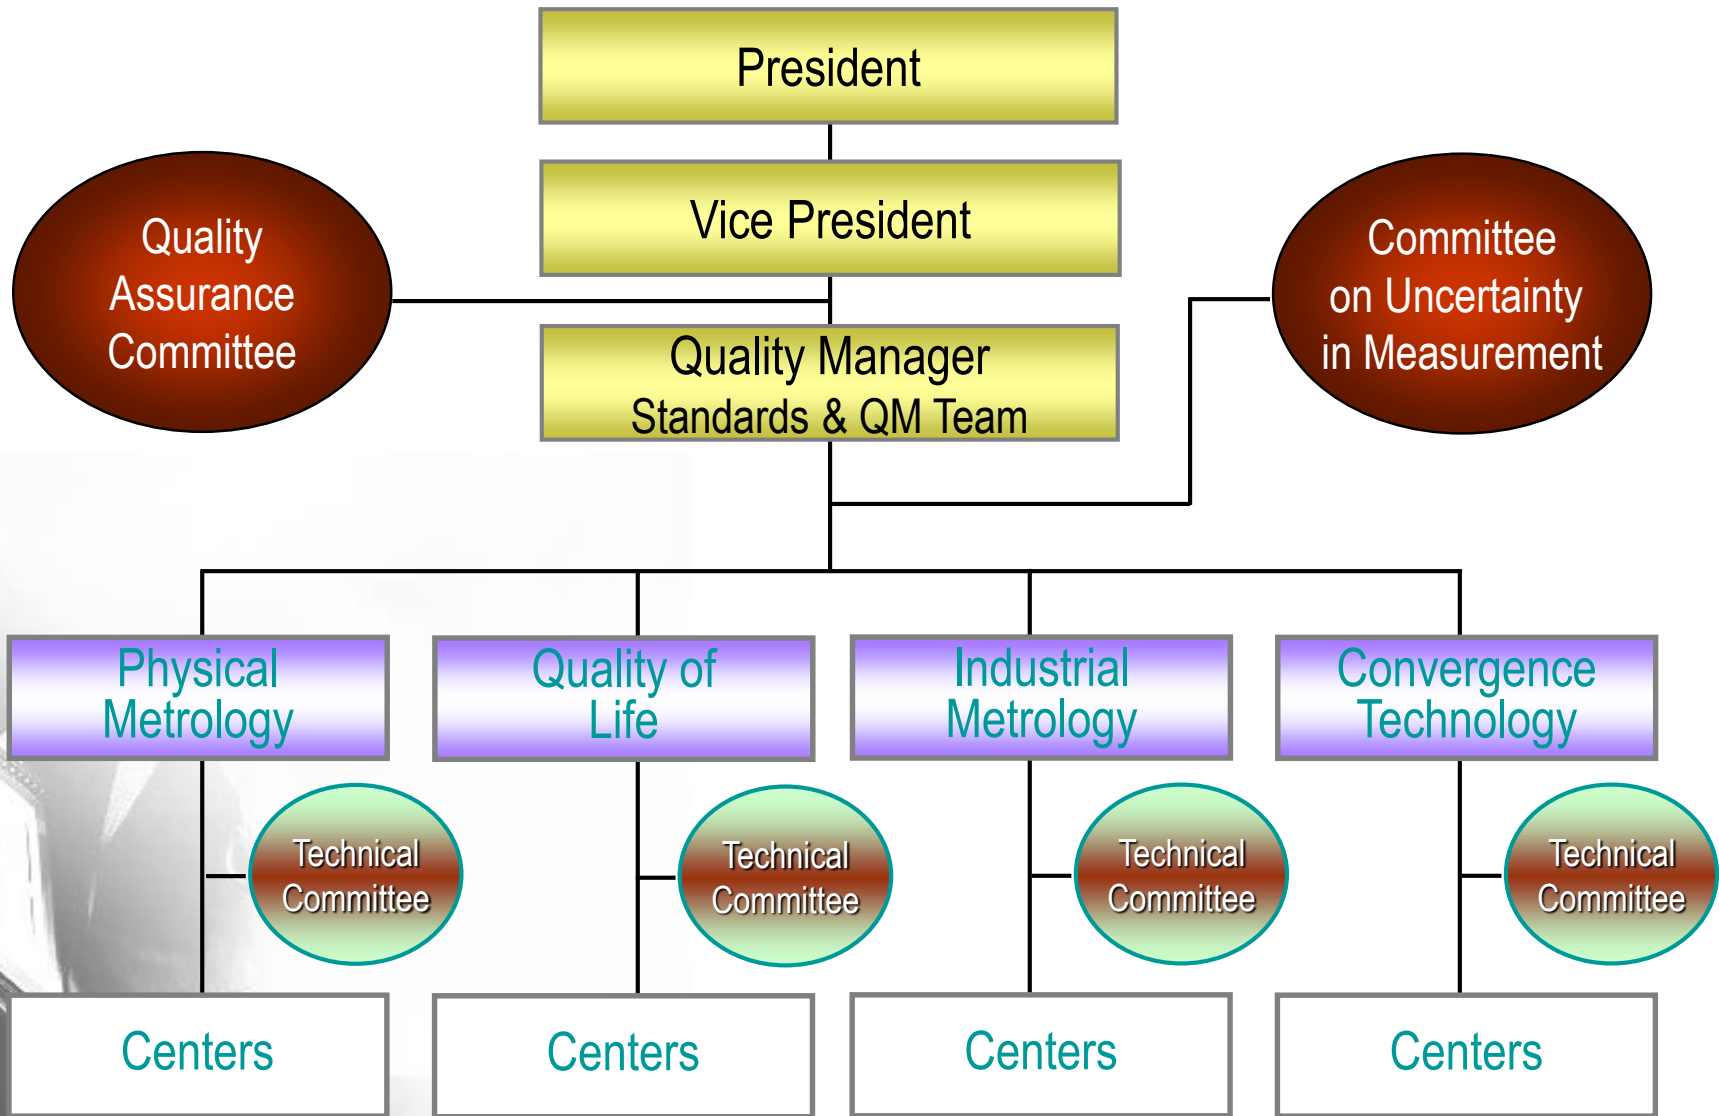 President
Vice President
Quality
Assurance
Committee
Committee
on Uncertainty
in Measurement
Quality Manager
Standards & QM Team
Physical
Metrology
Quality of
Life
Industrial
Metrology
Convergence
Technology
Technical
Committee
Technical
Committee
Technical
Committee
Technical
Committee
Centers
Centers
Centers
Centers